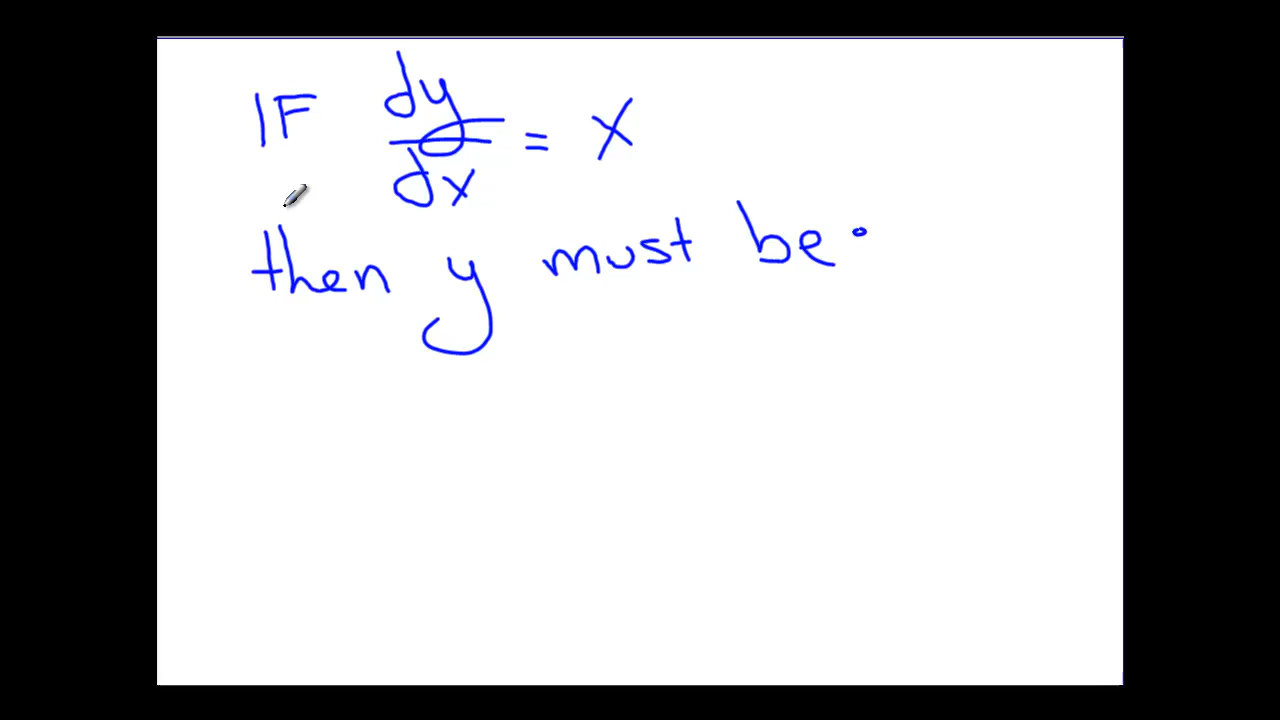 IF dy/dx = x
then y must be.